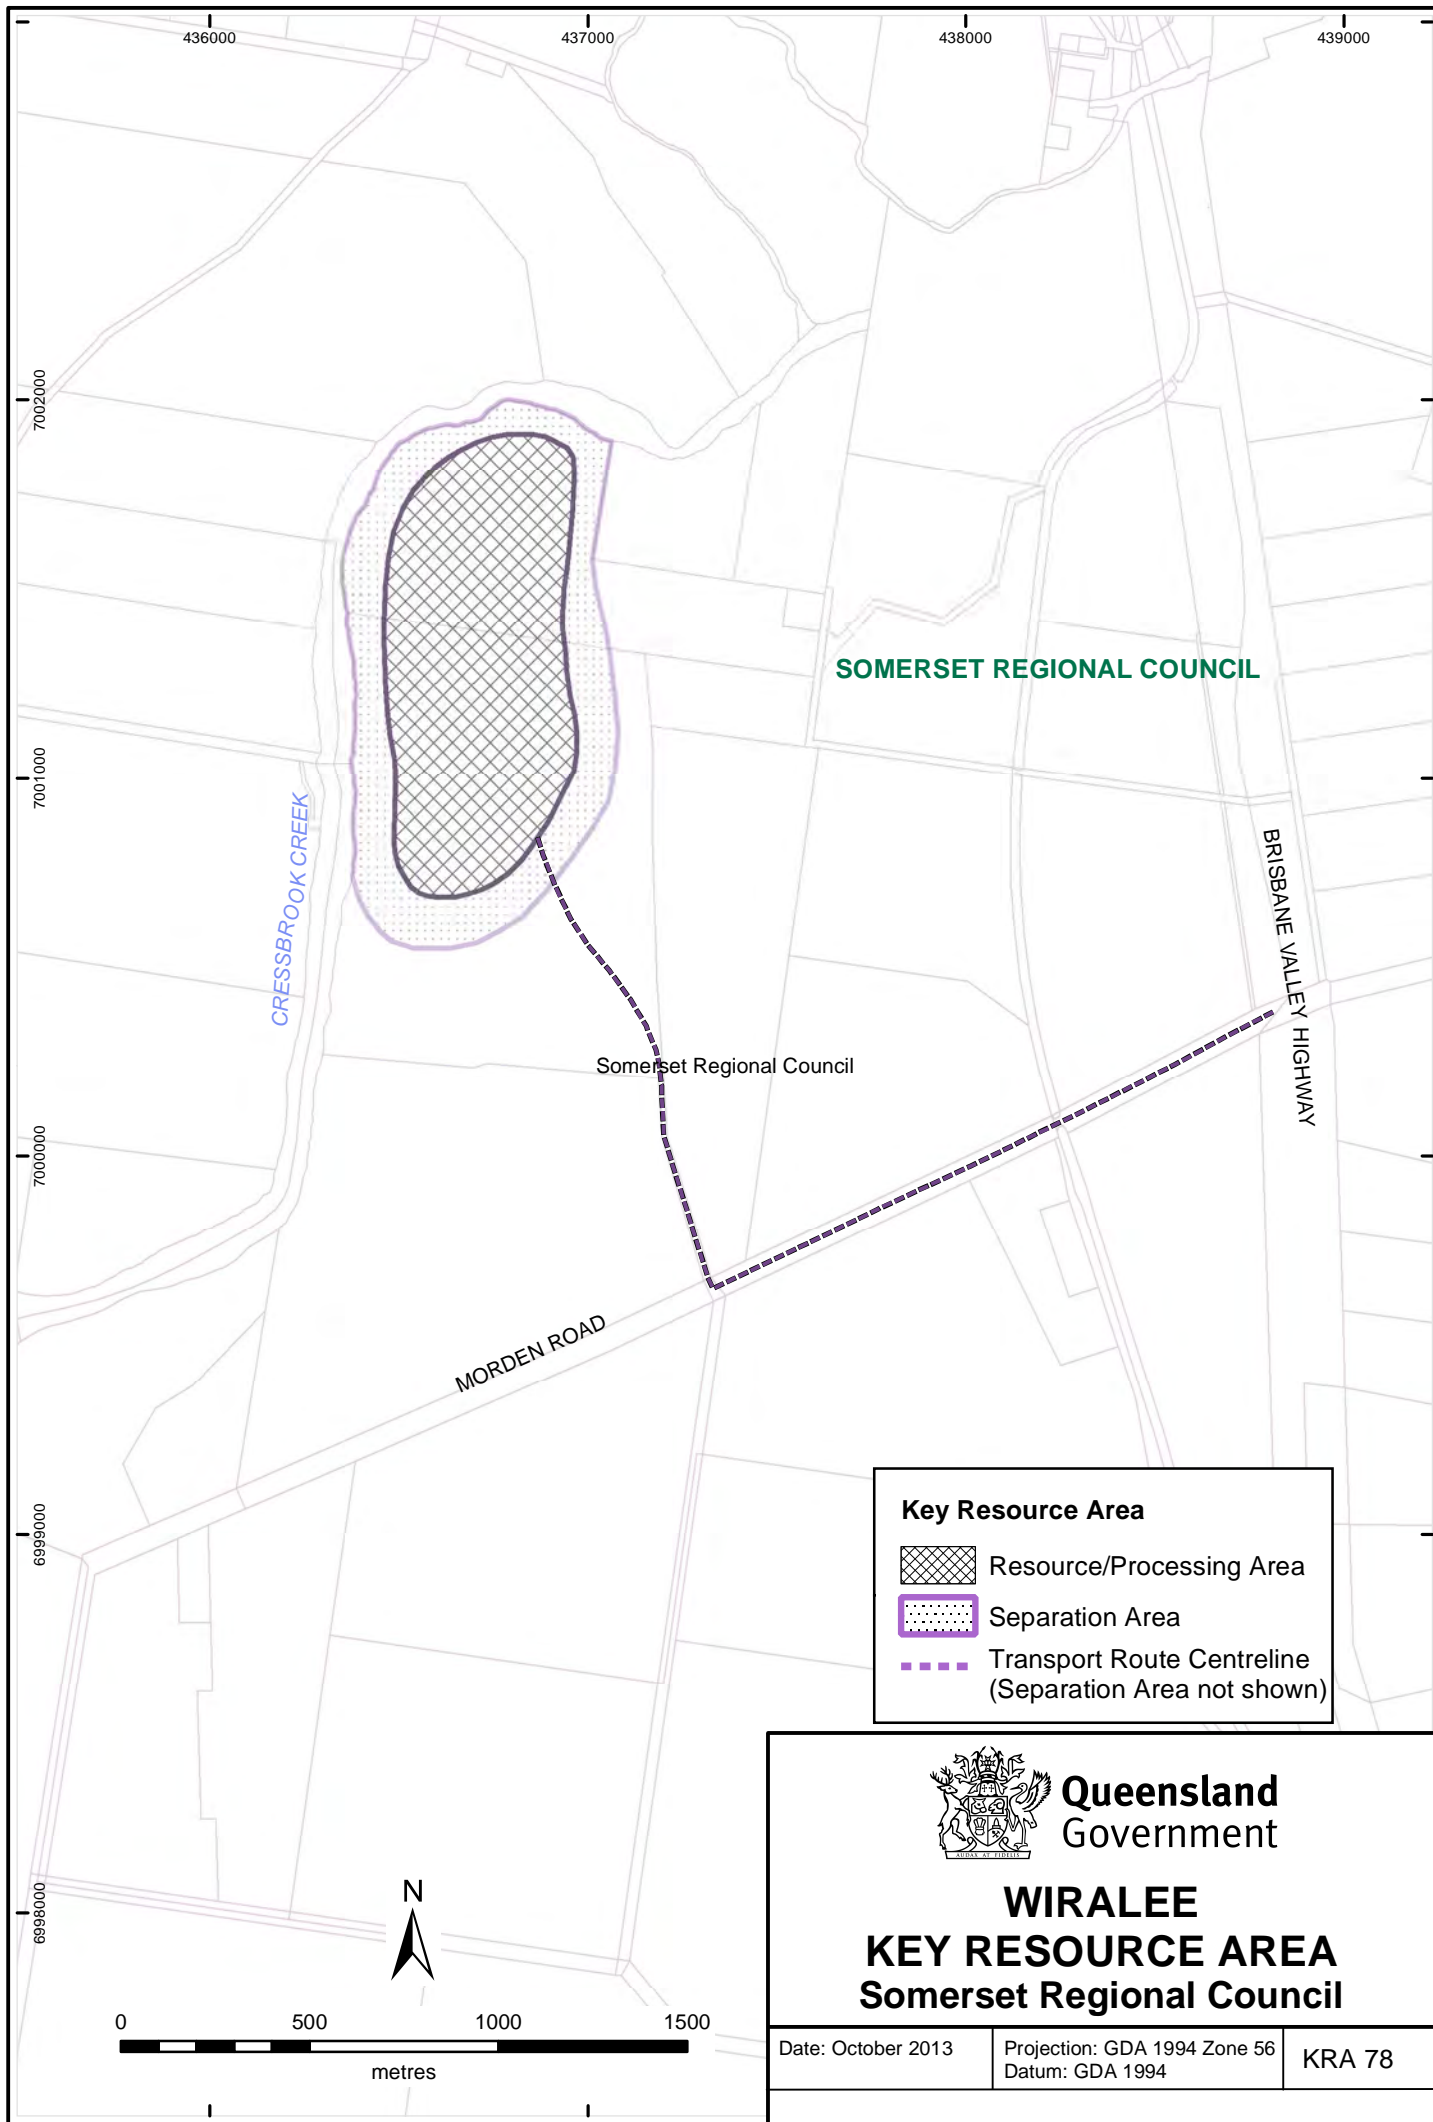 436000
437000
438000
439000
7002000
SOMERSET REGIONAL COUNCIL
7001000
CRESSBROOK CREEK
BRISBANE VALLEY HIGHWAY
Somerset Regional Council
7000000
MORDEN ROAD
6999000
Key Resource Area
Resource/Processing Area
Separation Area
Transport Route Centreline
(Separation Area not shown)
6998000
N
0 500 1000 1500
metres
AUDAX AT FIDELIS
Queensland
Government
WIRALEE
KEY RESOURCE AREA
Somerset Regional Council
Date: October 2013
Projection: GDA 1994 Zone 56
Datum: GDA 1994
KRA 78